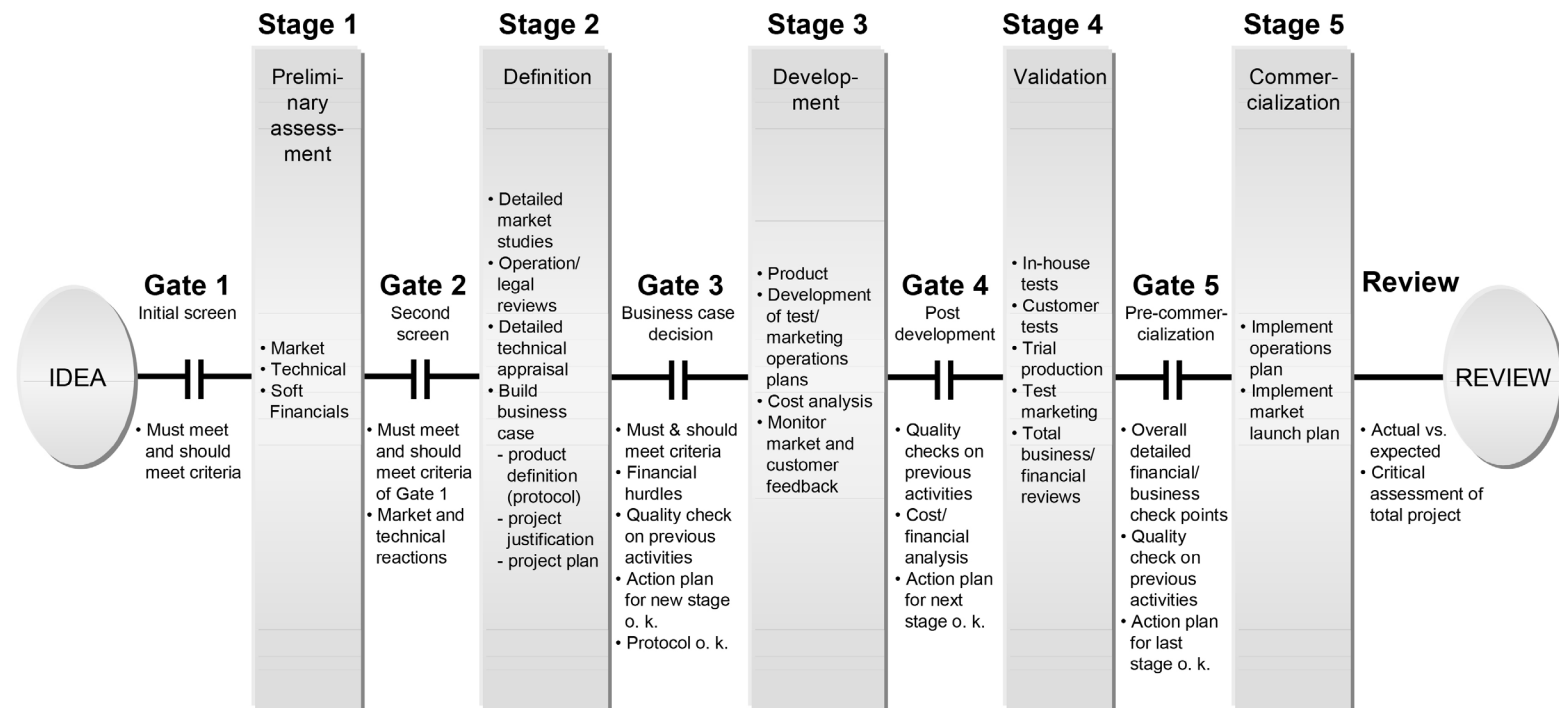 Stage 1
Prelimi-
nary
assess-
ment
• Market
• Technical
• Soft
Financials
Stage 2
Definition
• Detailed
market
studies
• Operation/
legal
reviews
• Detailed
technical
appraisal
• Build
business
case
- product
definition
(protocol)
- project
justification
- project plan
Stage 3
Develop-
ment
• Product
• Development
of test/
marketing
operations
plans
• Cost analysis
• Monitor
market and
customer
feedback
Stage 4
Validation
• In-house
tests
• Customer
tests
• Trial
production
• Test
marketing
• Total
business/
financial
reviews
Stage 5
Commer-
cialization
• Implement
operations
plan
• Implement
market
launch plan
IDEA
Gate 1
Initial screen
• Must meet
and should
meet criteria
Gate 2
Second
screen
• Must meet
and should
meet criteria
of Gate 1
• Market and
technical
reactions
Gate 3
Business case
decision
• Must & should
meet criteria
• Financial
hurdles
• Quality check
on previous
activities
• Action plan
for new stage
o. k.
• Protocol o. k.
Gate 4
Post
development
• Quality
checks on
previous
activities
• Cost/
financial
analysis
• Action plan
for next
stage o. k.
Gate 5
Pre-commer-
cialization
• Overall
detailed
financial/
business
check points
• Quality
check on
previous
activities
• Action plan
for last
stage o. k.
Review
• Actual vs.
expected
• Critical
assessment of
total project
REVIEW